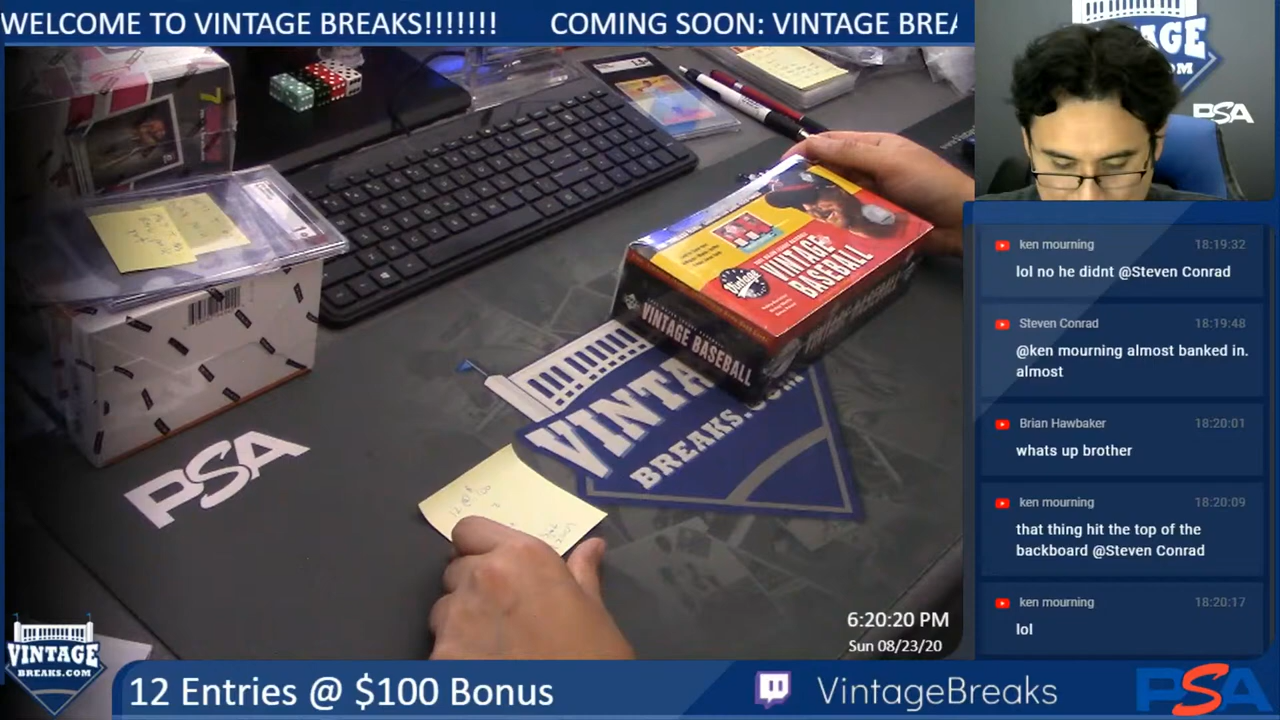 WELCOME TO VINTAGE BREAKS!!!!!!! COMING SOON: VINTAGE BREA
VINTAGE
PSA
VINTAGE BASEBALL
Vintage
VINTAGE
BASEBALL
VINTAGE BASEBALL
PSA
VINTA
BREAKS.COM
6:20:20 PM
Sun 08/23/20
ken mourning 18:19:32
lol no he didnt @Steven Conrad
Steven Conrad 18:19:48
@ken mourning almost banked in.
almost
Brian Hawbaker 18:20:01
whats up brother
ken mourning 18:20:09
that thing hit the top of the
backboard @Steven Conrad
ken mourning 18:20:17
lol
VINTAGE
BREAKS.COM
12 Entries @ $100 Bonus
VintageBreaks
PSA